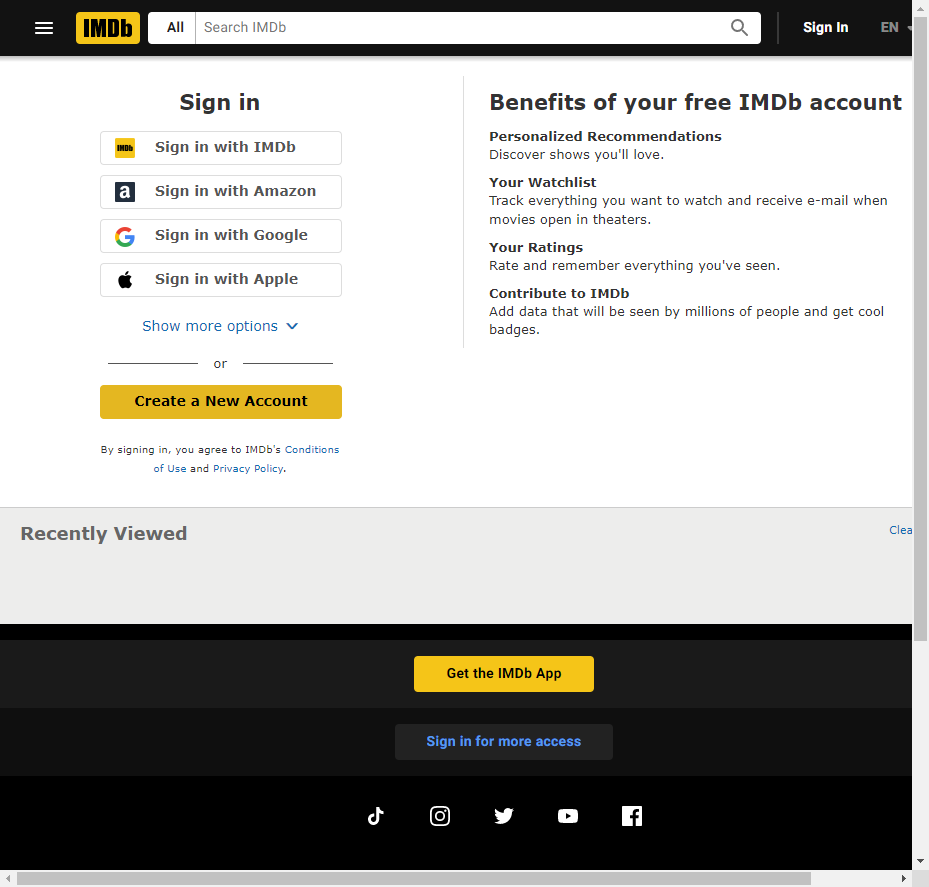 IMDb All Search IMDb Sign In EN
Sign in
IMDb Sign in with IMDb
a Sign in with Amazon
G Sign in with Google
Sign in with Apple
Show more options
or
Create a New Account
By signing in, you agree to IMDb's Conditions
of Use and Privacy Policy.
Benefits of your free IMDb account
Personalized Recommendations
Discover shows you'll love.
Your Watchlist
Track everything you want to watch and receive e-mail when
movies open in theaters.
Your Ratings
Rate and remember everything you've seen.
Contribute to IMDb
Add data that will be seen by millions of people and get cool
badges.
Recently Viewed
Clea
Get the IMDb App
Sign in for more access